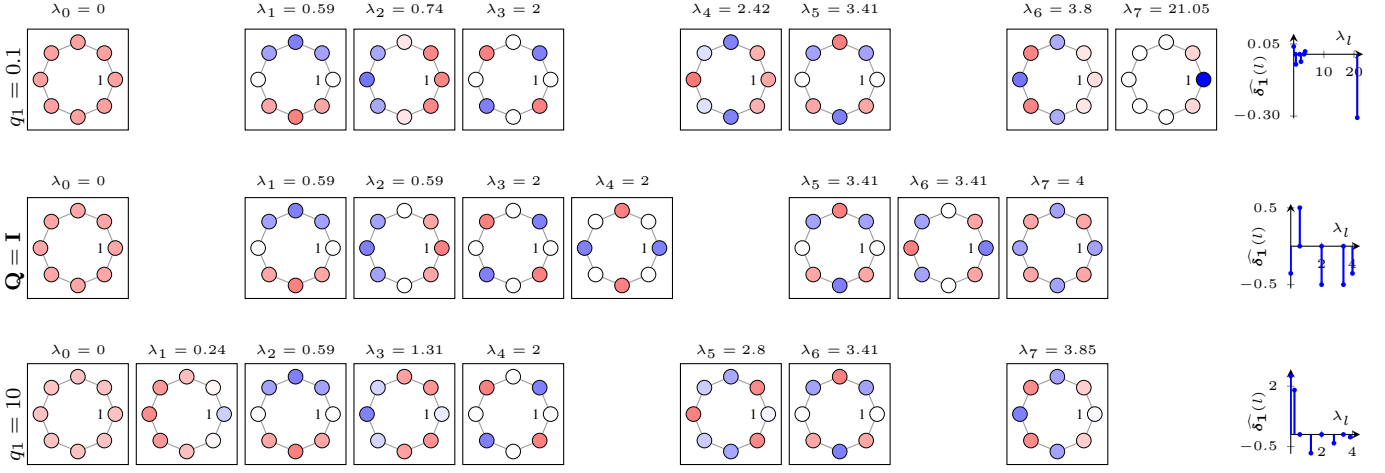 λ₀ = 0 λ₁ = 0.59 λ₂ = 0.74 λ₃ = 2 λ₄ = 2.42 λ₅ = 3.41 λ₆ = 3.8 λ₇ = 21.05
q₁ = 0.1 1 1 1 1 1 1 1 1 δ̂₁(l) 0.05 −0.30 10 20 λ_l
λ₀ = 0 λ₁ = 0.59 λ₂ = 0.59 λ₃ = 2 λ₄ = 2 λ₅ = 3.41 λ₆ = 3.41 λ₇ = 4
Q = I 1 1 1 1 1 1 1 1 δ̂₁(l) 0.5 −0.5 2 4 λ_l
λ₀ = 0 λ₁ = 0.24 λ₂ = 0.59 λ₃ = 1.31 λ₄ = 2 λ₅ = 2.8 λ₆ = 3.41 λ₇ = 3.85
q₁ = 10 1 1 1 1 1 1 1 1 δ̂₁(l) 2 −0.5 2 4 λ_l